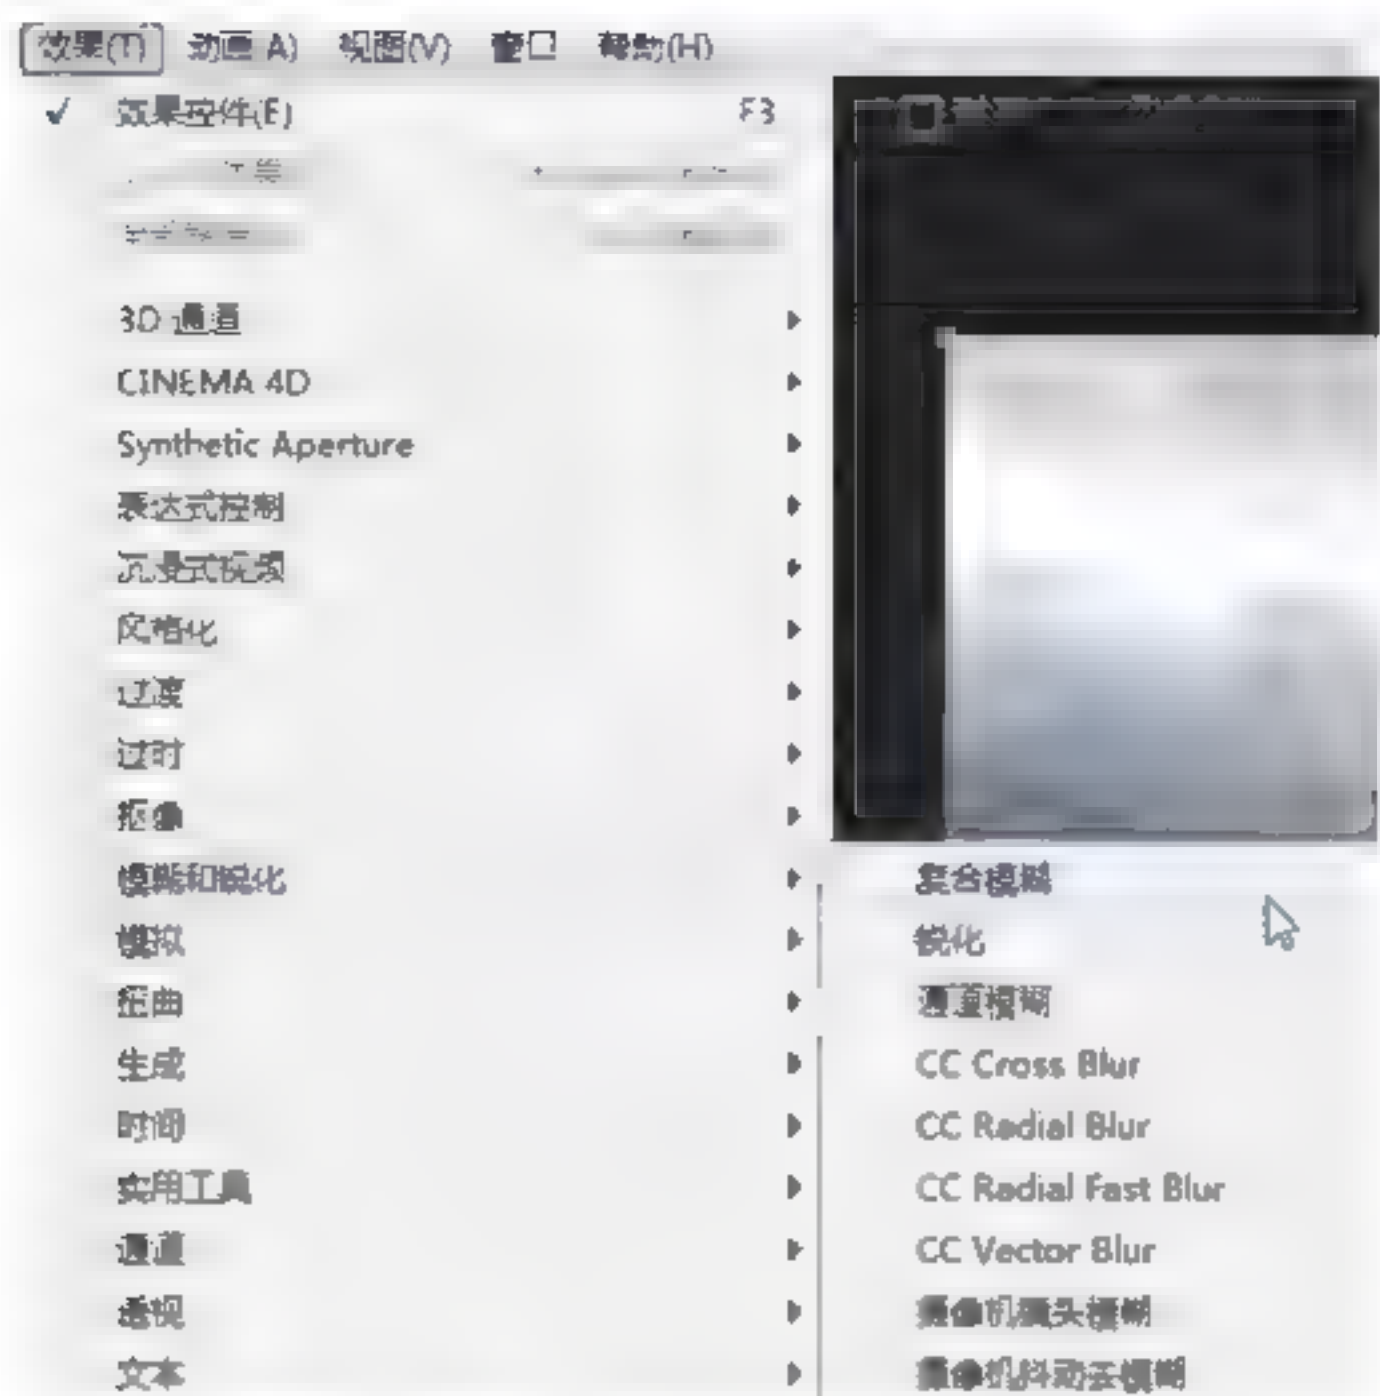 效果(T) 动画(A) 视图(V) 窗口 帮助(H)
✓ 效果控件(E) F3
3D 通道
CINEMA 4D
Synthetic Aperture
表达式控制
沉浸式视频
风格化
过渡
过时
抠像
模糊和锐化
复合模糊
模拟
锐化
扭曲
通道模糊
生成
CC Cross Blur
时间
CC Radial Blur
实用工具
CC Radial Fast Blur
通道
CC Vector Blur
透视
摄像机镜头模糊
文本
摄像机抖动去模糊